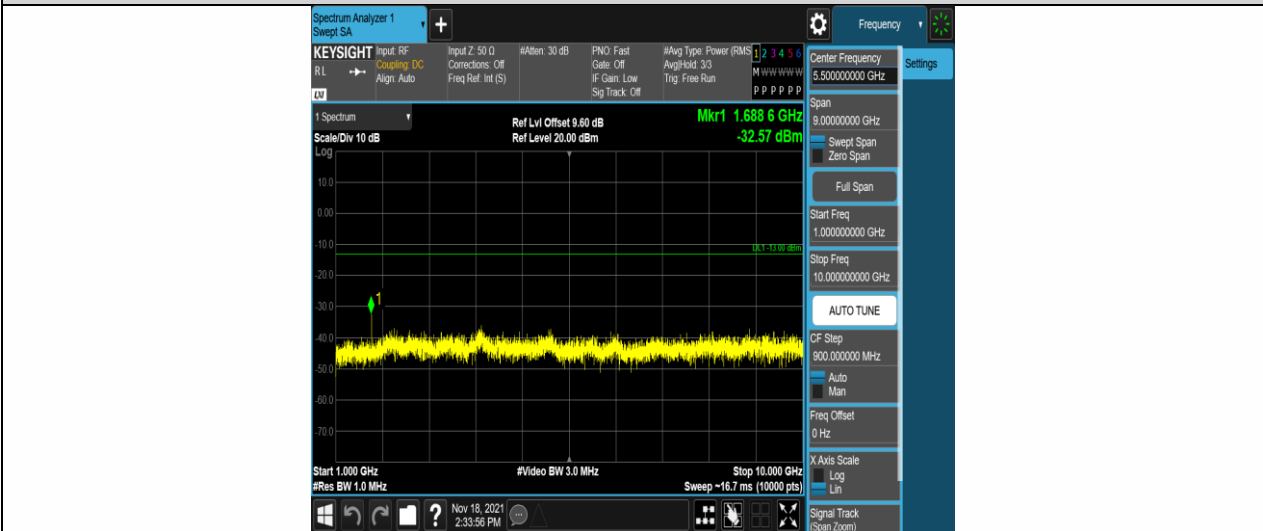 Spectrum Analyzer 1
Swept SA
Frequency
KEYSIGHT
RL
LXI
Input: RF
Coupling: DC
Align: Auto
Input Z: 50 Ω
Corrections: Off
Freq Ref: Int (S)
#Atten: 30 dB
PNO: Fast
Gate: Off
IF Gain: Low
Sig Track: Off
#Avg Type: Power (RMS
Avg|Hold: 3/3
Trig: Free Run
1 2 3 4 5 6
M W W W W W
P P P P P P
1 Spectrum
Scale/Div 10 dB
Ref Lvl Offset 9.60 dB
Ref Level 20.00 dBm
Mkr1 1.688 6 GHz
-32.57 dBm
Log
10.0
0.00
-10.0
DL1 -13.00 dBm
-20.0
1
-30.0
-40.0
-50.0
-60.0
-70.0
Start 1.000 GHz
#Video BW 3.0 MHz
Stop 10.000 GHz
#Res BW 1.0 MHz
Sweep ~16.7 ms (10000 pts)
Nov 18, 2021
2:33:56 PM
Settings
Center Frequency
5.500000000 GHz
Span
9.00000000 GHz
Swept Span
Zero Span
Full Span
Start Freq
1.000000000 GHz
Stop Freq
10.000000000 GHz
AUTO TUNE
CF Step
900.000000 MHz
Auto
Man
Freq Offset
0 Hz
X Axis Scale
Log
Lin
Signal Track
(Span Zoom)